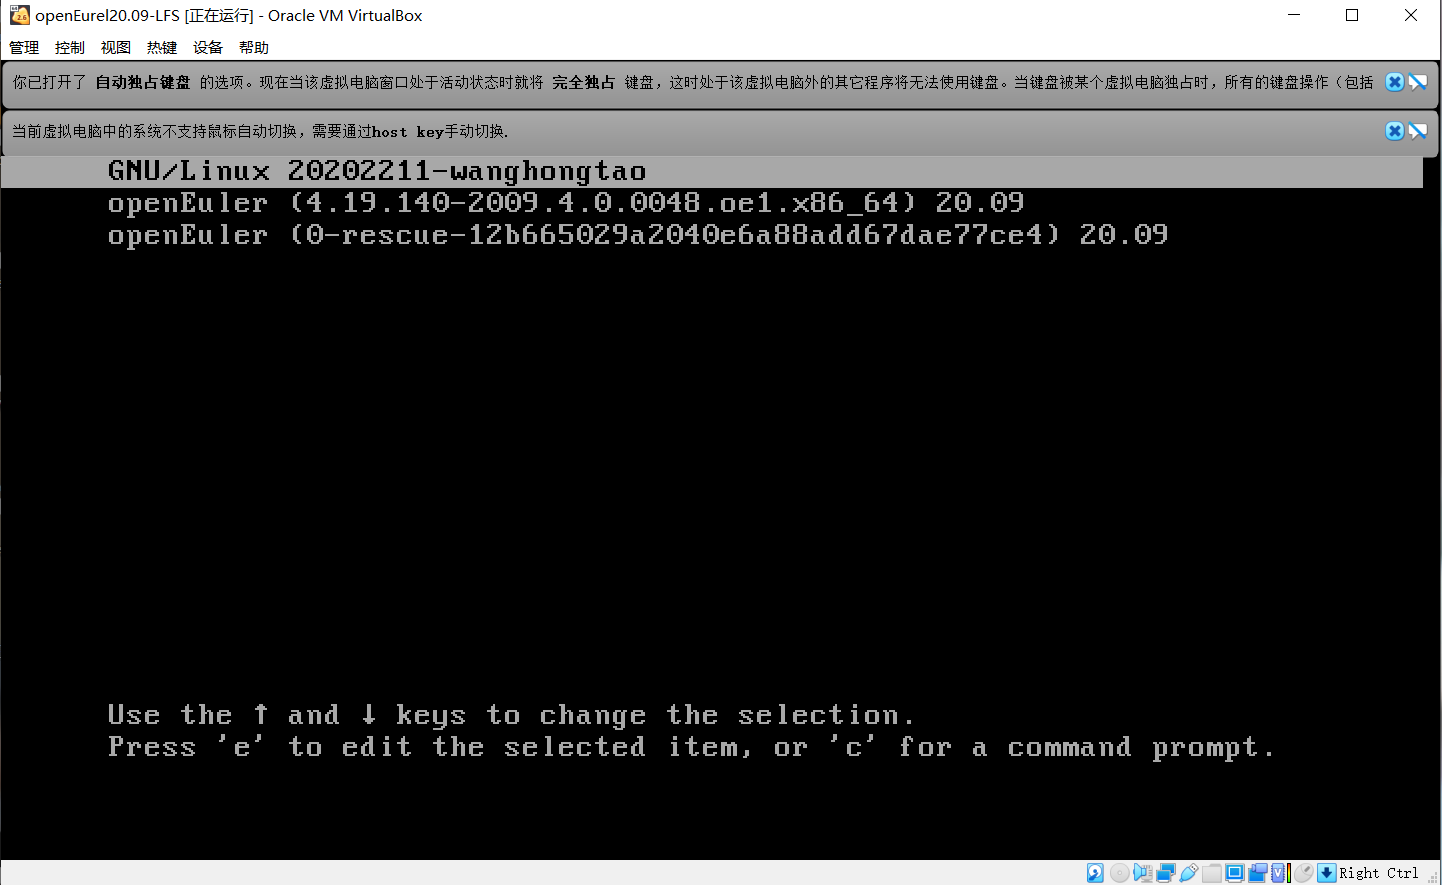 openEurel20.09-LFS [正在运行] - Oracle VM VirtualBox
管理 控制 视图 热键 设备 帮助
你已打开了 自动独占键盘 的选项。现在当该虚拟电脑窗口处于活动状态时就将 完全独占 键盘，这时处于该虚拟电脑外的其它程序将无法使用键盘。当键盘被某个虚拟电脑独占时，所有的键盘操作（包括
当前虚拟电脑中的系统不支持鼠标自动切换，需要通过host key手动切换.
GNU/Linux 20202211-wanghongtao
openEuler (4.19.140-2009.4.0.0048.oe1.x86_64) 20.09
openEuler (0-rescue-12b665029a2040e6a88add67dae77ce4) 20.09
Use the ↑ and ↓ keys to change the selection.
Press 'e' to edit the selected item, or 'c' for a command prompt.
Right Ctrl